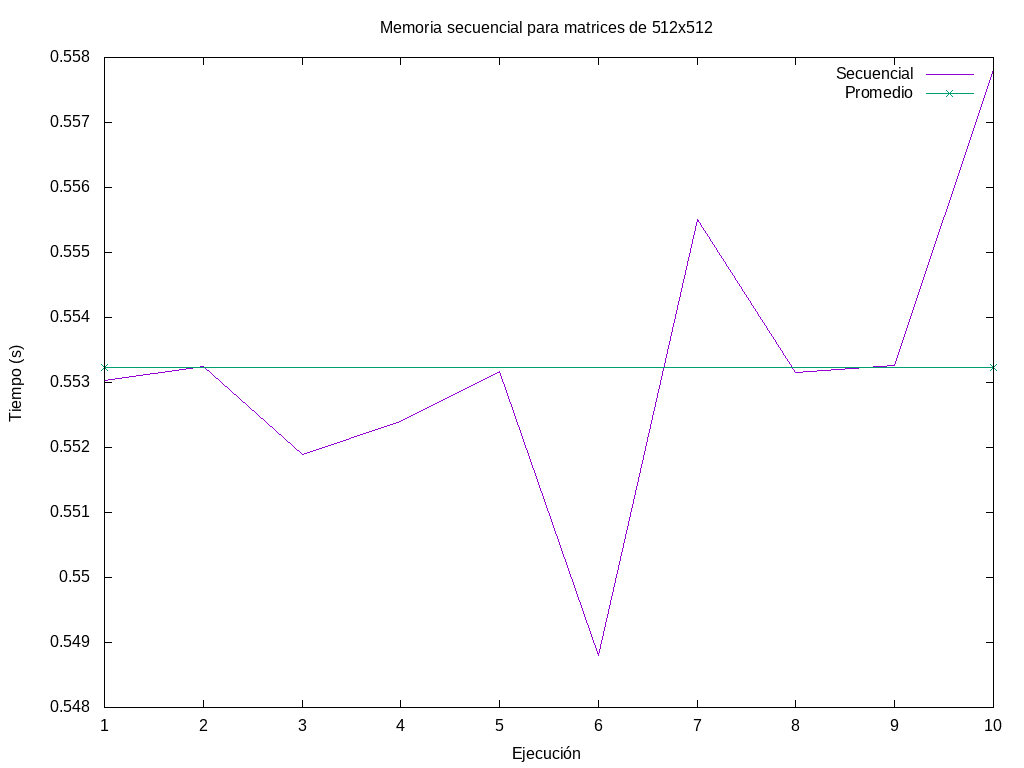 Memoria secuencial para matrices de 512x512
0.558
0.557
0.556
0.555
0.554
0.553
0.552
0.551
0.55
0.549
0.548
Tiempo (s)
Secuencial
Promedio
1 2 3 4 5 6 7 8 9 10
Ejecución